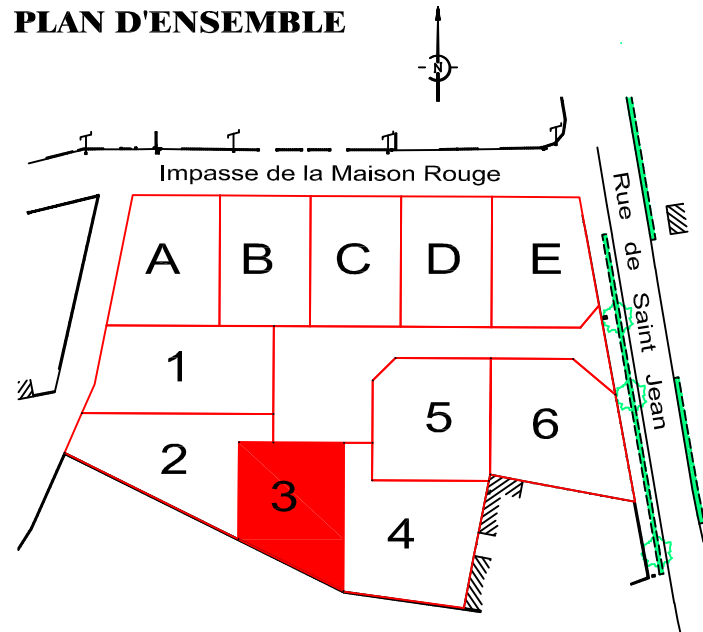 PLAN D'ENSEMBLE
N
Impasse de la Maison Rouge
Rue de Saint Jean
A
B
C
D
E
1
2
3
4
5
6